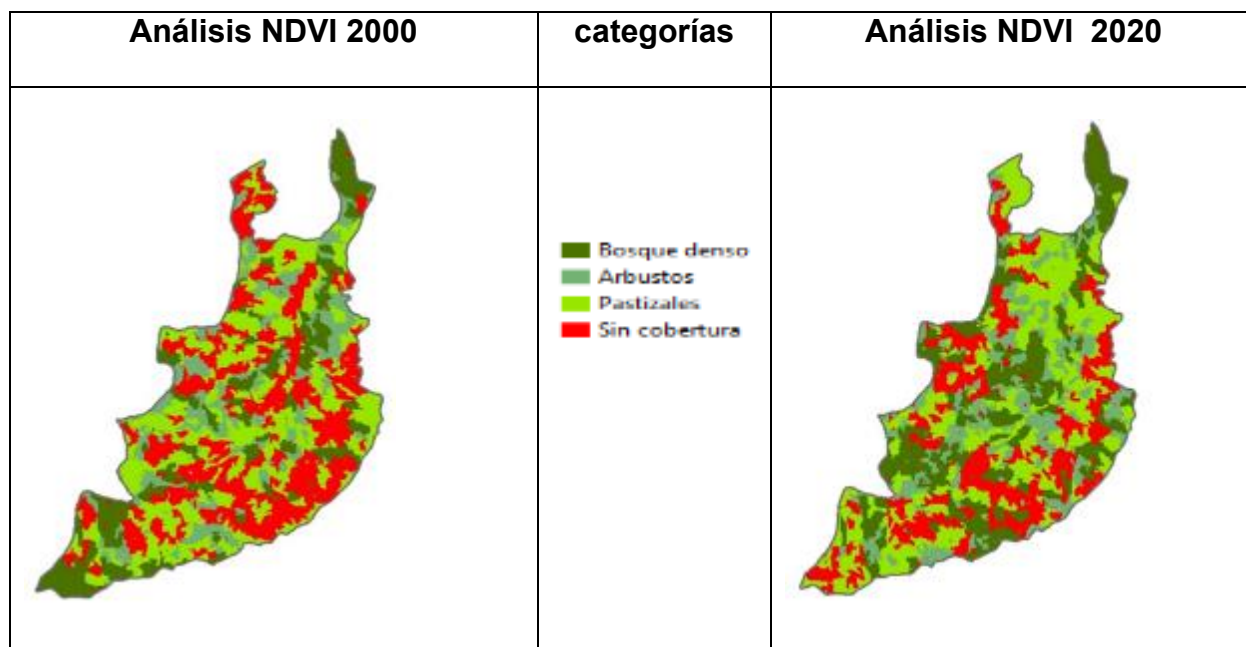 Análisis NDVI 2000
categorías
Análisis NDVI 2020
Bosque denso
Arbustos
Pastizales
Sin cobertura